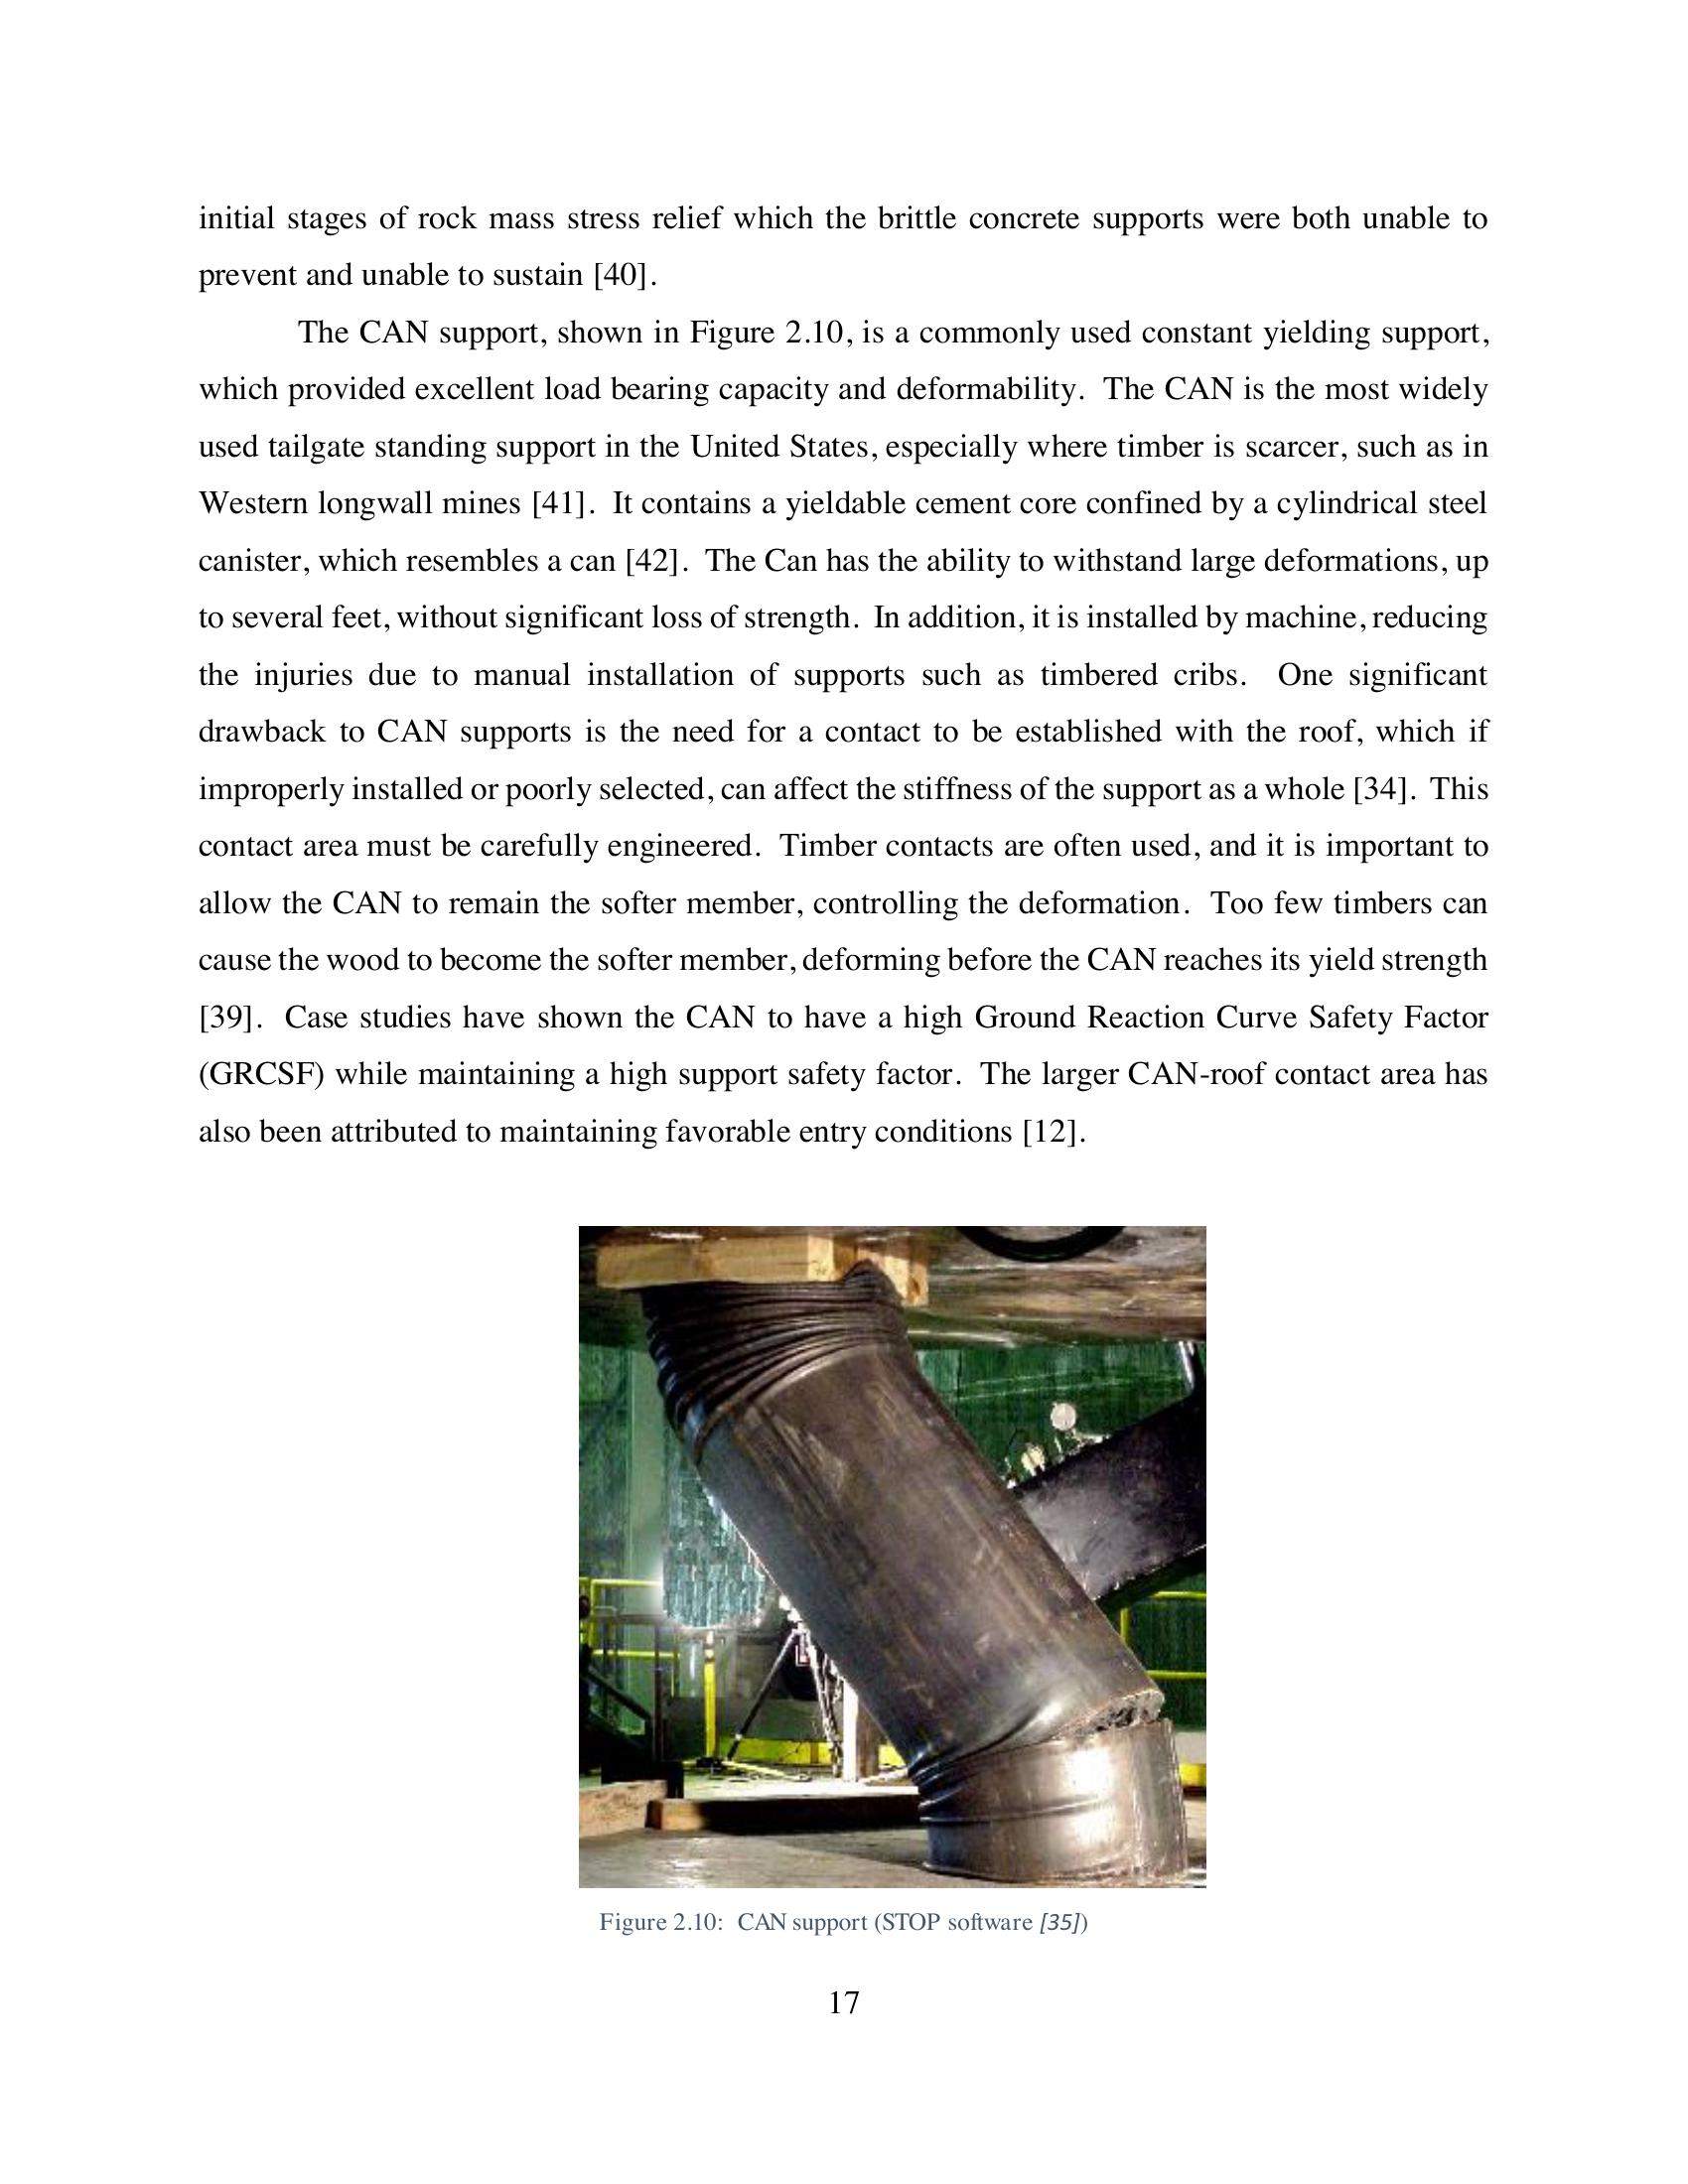 initial stages of rock mass stress relief which the brittle concrete supports were both unable to
prevent and unable to sustain [40].
The CAN support, shown in Figure 2.10, is a commonly used constant yielding support,
which provided excellent load bearing capacity and deformability. The CAN is the most widely
used tailgate standing support in the United States, especially where timber is scarcer, such as in
Western longwall mines [41]. It contains a yieldable cement core confined by a cylindrical steel
canister, which resembles a can [42]. The Can has the ability to withstand large deformations, up
to several feet, without significant loss of strength. In addition, it is installed by machine, reducing
the injuries due to manual installation of supports such as timbered cribs. One significant
drawback to CAN supports is the need for a contact to be established with the roof, which if
improperly installed or poorly selected, can affect the stiffness of the support as a whole [34]. This
contact area must be carefully engineered. Timber contacts are often used, and it is important to
allow the CAN to remain the softer member, controlling the deformation. Too few timbers can
cause the wood to become the softer member, deforming before the CAN reaches its yield strength
[39]. Case studies have shown the CAN to have a high Ground Reaction Curve Safety Factor
(GRCSF) while maintaining a high support safety factor. The larger CAN-roof contact area has
also been attributed to maintaining favorable entry conditions [12].
Figure 2.10: CAN support (STOP software [35])
17